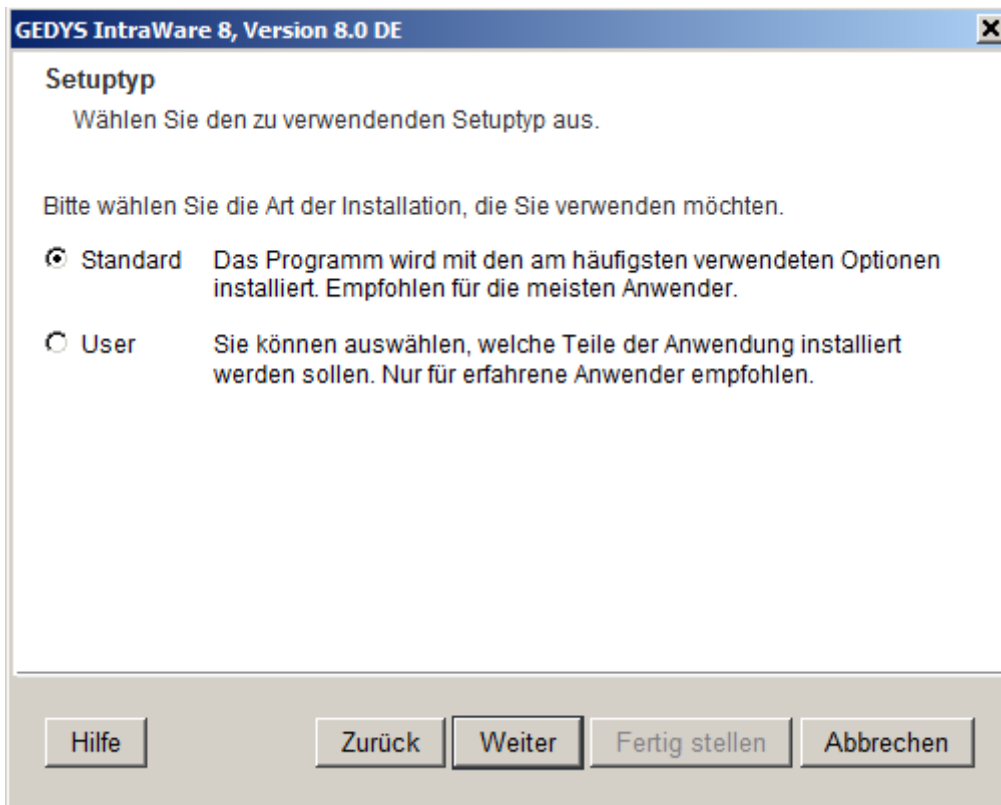 GEDYS IntraWare 8, Version 8.0 DE
Setuptyp
Wählen Sie den zu verwendenden Setuptyp aus.
Bitte wählen Sie die Art der Installation, die Sie verwenden möchten.
Standard
Das Programm wird mit den am häufigsten verwendeten Optionen
installiert. Empfohlen für die meisten Anwender.
User
Sie können auswählen, welche Teile der Anwendung installiert
werden sollen. Nur für erfahrene Anwender empfohlen.
Hilfe
Zurück
Weiter
Fertig stellen
Abbrechen